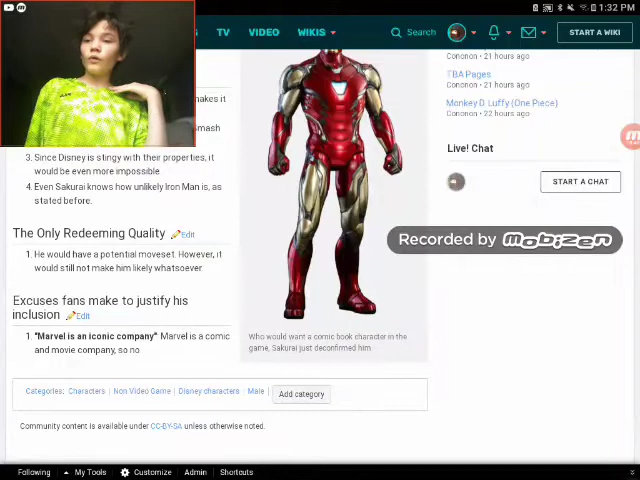 1:32 PM
TV VIDEO WIKIS Search START A WIKI
Cononon • 21 hours ago
TBA Pages
Cononon • 21 hours ago
Monkey D. Luffy (One Piece)
Cononon • 22 hours ago
Live! Chat
START A CHAT
Recorded by Mobizen
makes it
mash
3. Since Disney is stingy with their properties, it
would be even more impossible
4. Even Sakurai knows how unlikely Iron Man is, as
stated before.
The Only Redeeming Quality Edit
1. He would have a potential moveset. However, it
would still not make him likely whatsoever
Excuses fans make to justify his
inclusion Edit
1. "Marvel is an iconic company" Marvel is a comic
and movie company, so no
Who would want a comic book character in the
game, Sakurai just deconfirmed him
Categories: Characters Non Video Game Disney characters Male Add category
Community content is available under CC-BY-SA unless otherwise noted.
Following My Tools Customize Admin Shortcuts